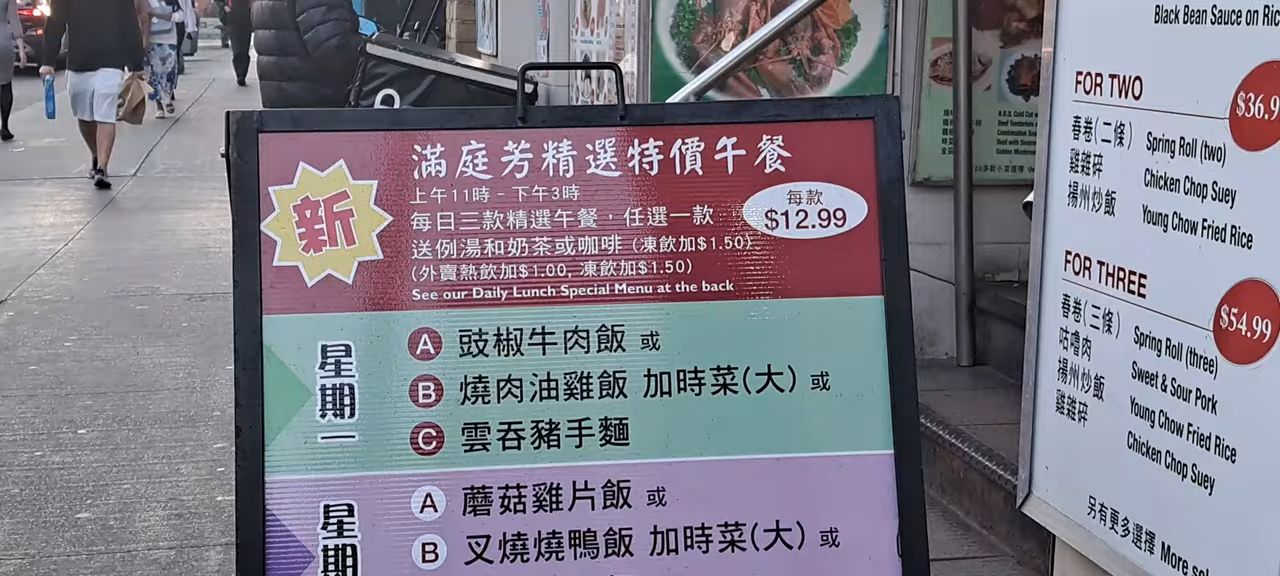 新
滿庭芳精選特價午餐
上午11時 - 下午3時
每日三款精選午餐，任選一款
送例湯和奶茶或咖啡 (凍飲加$1.50)
(外賣熱飲加$1.00, 凍飲加$1.50)
See our Daily Lunch Special Menu at the back
每款
$12.99
星期一
A 豉椒牛肉飯 或
B 燒肉油雞飯 加時菜(大) 或
C 雲吞豬手麵
星期
A 蘑菇雞片飯 或
B 叉燒燒鴨飯 加時菜(大) 或
Black Bean Sauce on Ric
FOR TWO
$36.9
春卷(二條) Spring Roll (two)
雞雜碎 Chicken Chop Suey
揚州炒飯 Young Chow Fried Rice
FOR THREE
$54.99
春卷(三條) Spring Roll (three)
咕嚕肉 Sweet & Sour Pork
揚州炒飯 Young Chow Fried Rice
雞雜碎 Chicken Chop Suey
另有更多選擇 More sel